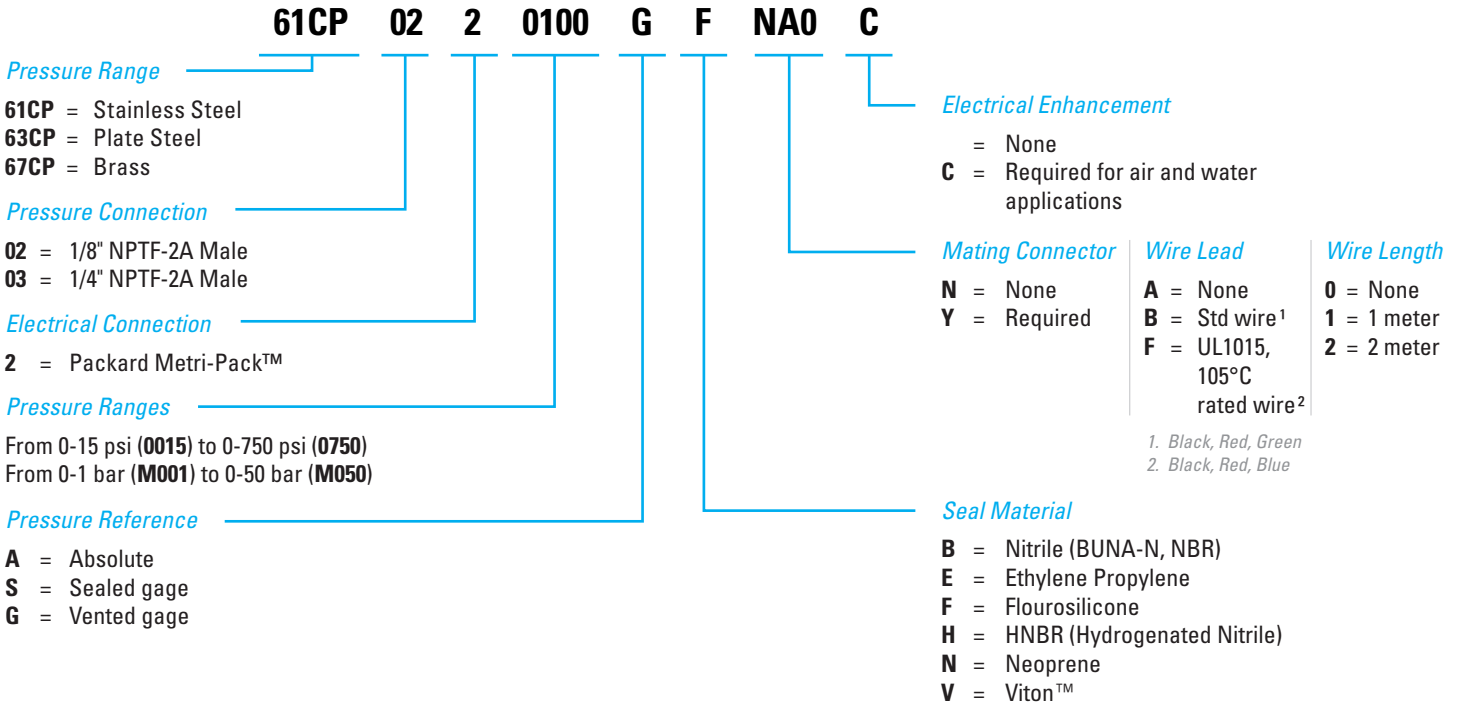 61CP 02 2 0100 G F NA0 C
Pressure Range
61CP = Stainless Steel
63CP = Plate Steel
67CP = Brass
Pressure Connection
02 = 1/8" NPTF-2A Male
03 = 1/4" NPTF-2A Male
Electrical Connection
2 = Packard Metri-Pack™
Pressure Ranges
From 0-15 psi (0015) to 0-750 psi (0750)
From 0-1 bar (M001) to 0-50 bar (M050)
Pressure Reference
A = Absolute
S = Sealed gage
G = Vented gage
Electrical Enhancement
= None
C = Required for air and water
applications
Mating Connector
N = None
Y = Required
Wire Lead
A = None
B = Std wire¹
F = UL1015,
105°C
rated wire²
1. Black, Red, Green
2. Black, Red, Blue
Wire Length
0 = None
1 = 1 meter
2 = 2 meter
Seal Material
B = Nitrile (BUNA-N, NBR)
E = Ethylene Propylene
F = Flourosilicone
H = HNBR (Hydrogenated Nitrile)
N = Neoprene
V = Viton™